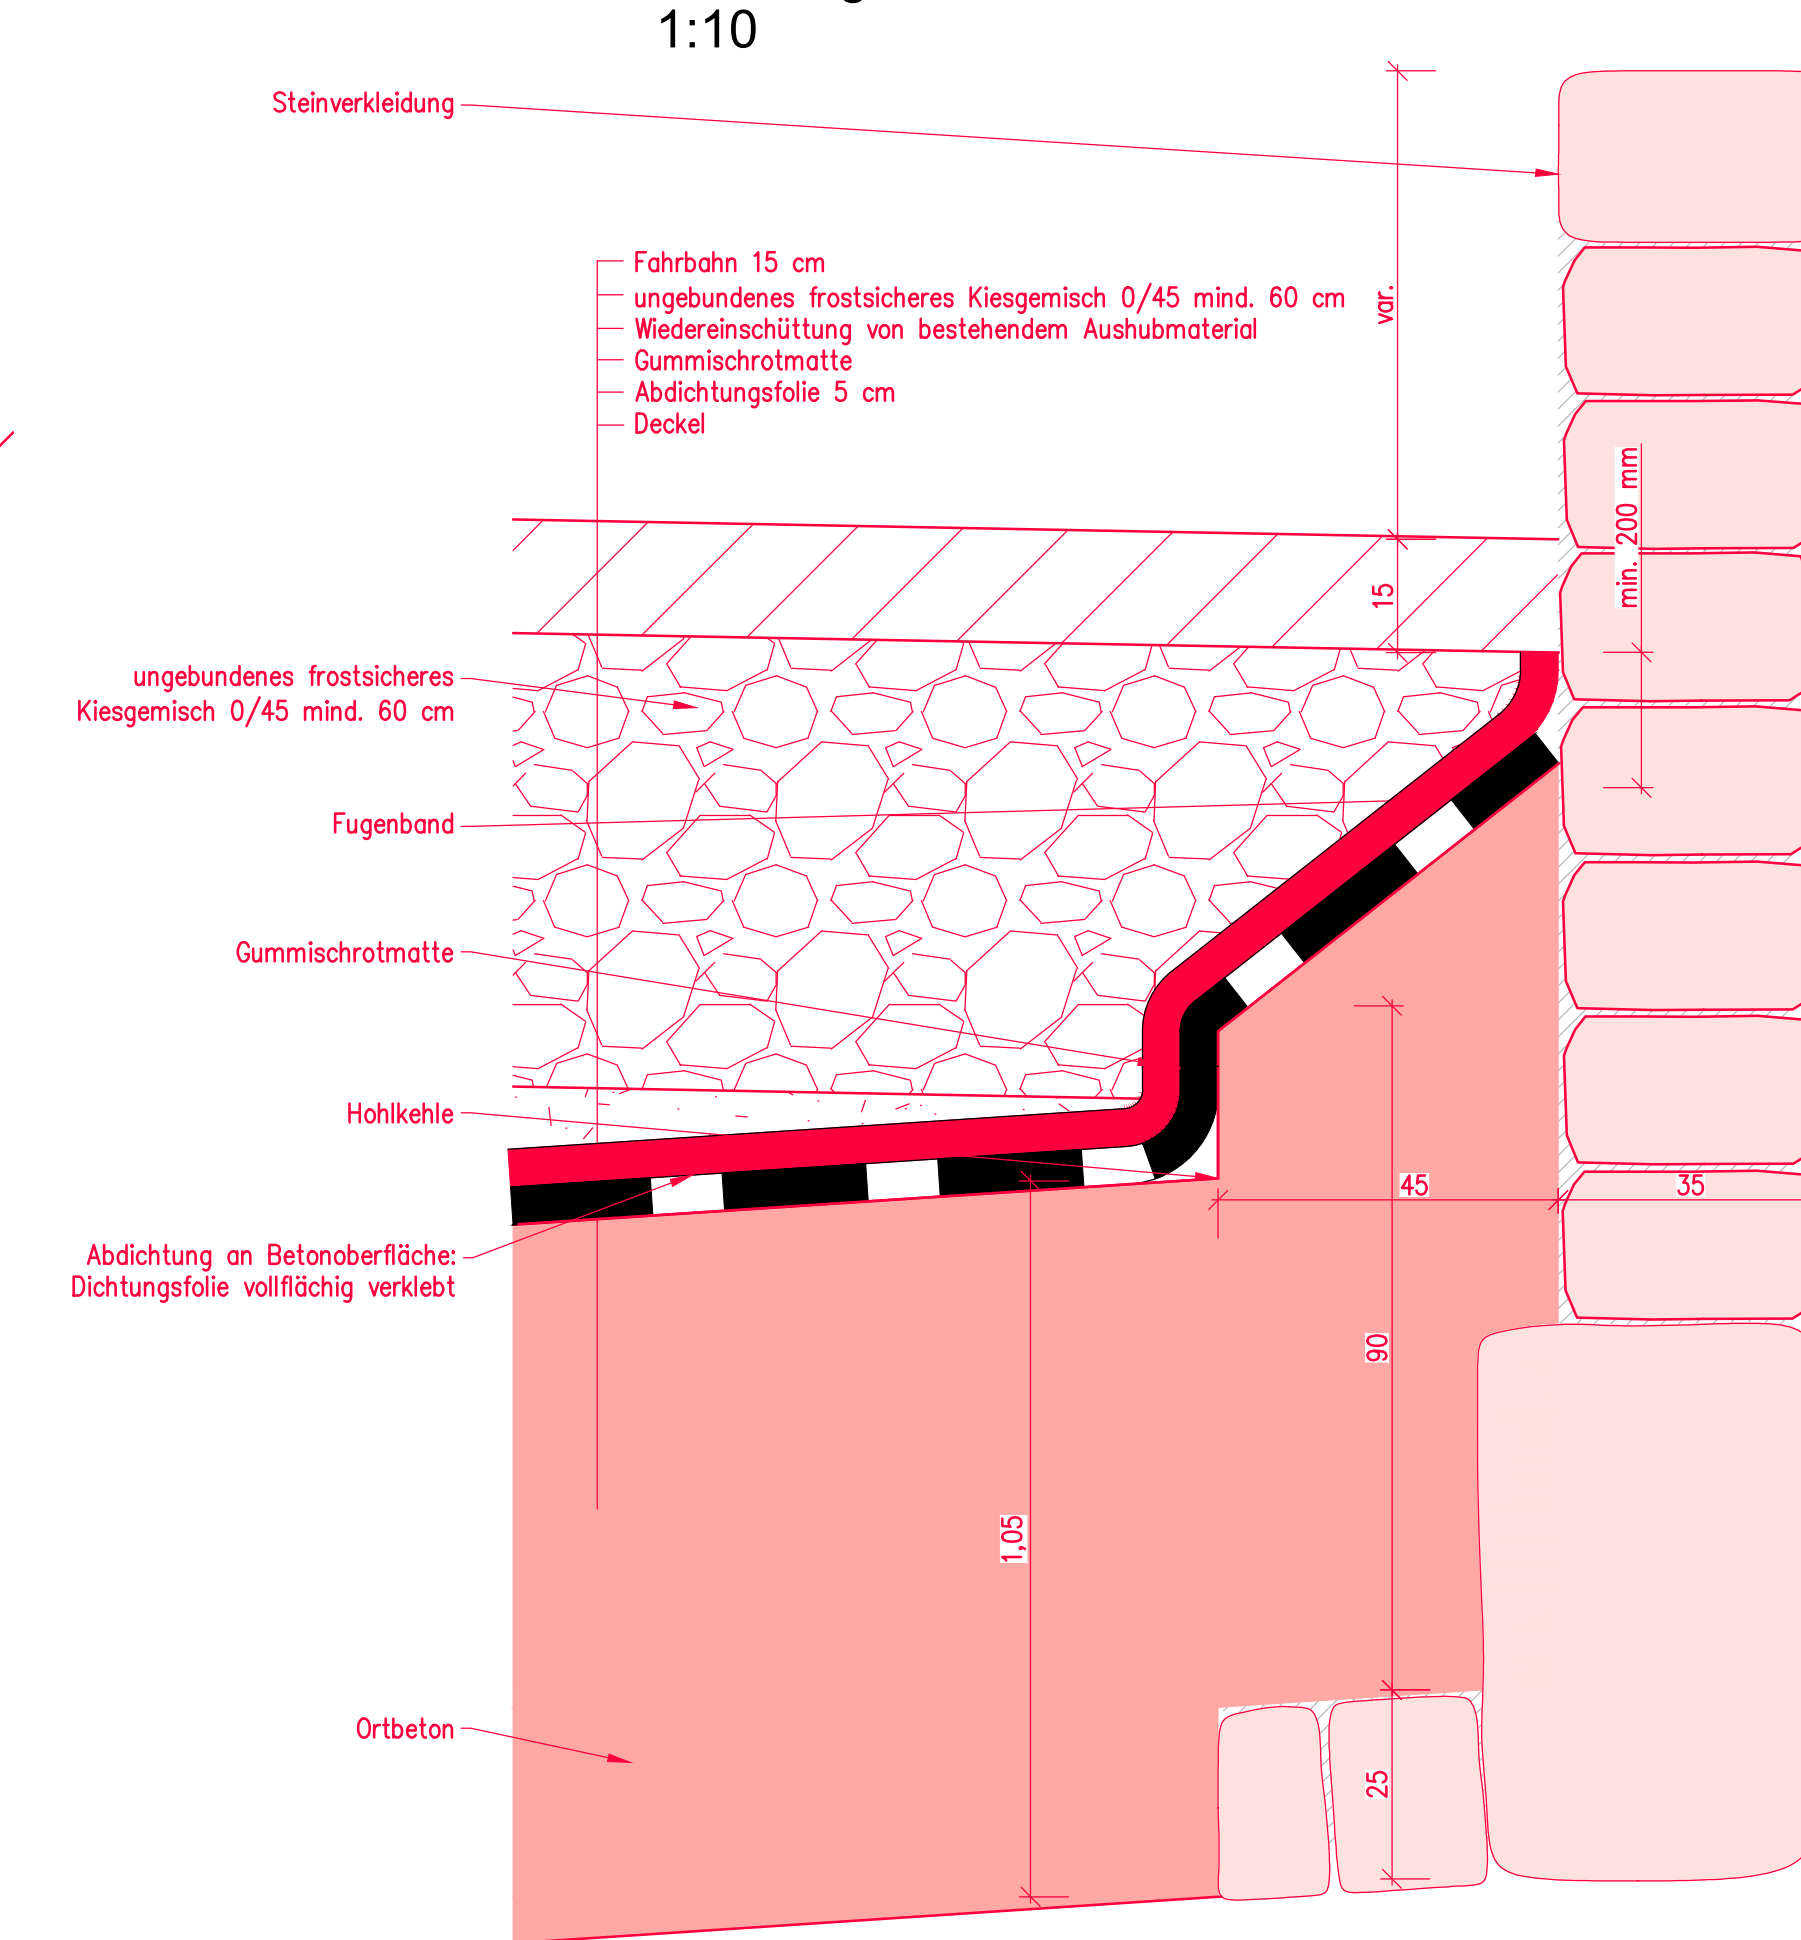 1:10
Steinverkleidung
Fahrbahn 15 cm
ungebundenes frostsicheres Kiesgemisch 0/45 mind. 60 cm
Wiedereinschüttung von bestehendem Aushubmaterial
Gummischrotmatte
Abdichtungsfolie 5 cm
Deckel
var.
min. 200 mm
15
ungebundenes frostsicheres
Kiesgemisch 0/45 mind. 60 cm
Fugenband
Gummischrotmatte
Hohlkehle
45
35
Abdichtung an Betonoberfläche:
Dichtungsfolie vollflächig verklebt
90
1,05
Ortbeton
25